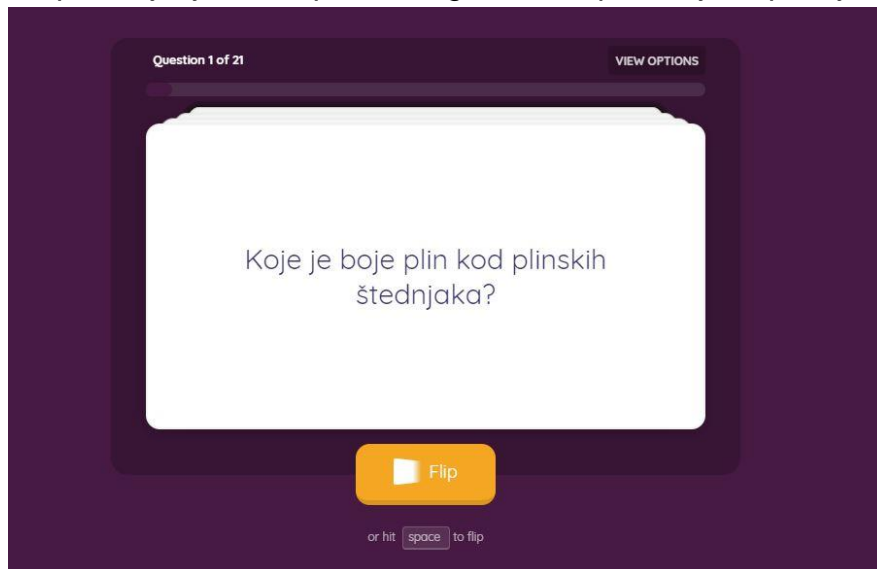 Question 1 of 21
VIEW OPTIONS
Koje je boje plin kod plinskih
štednjaka?
Flip
or hit space to flip